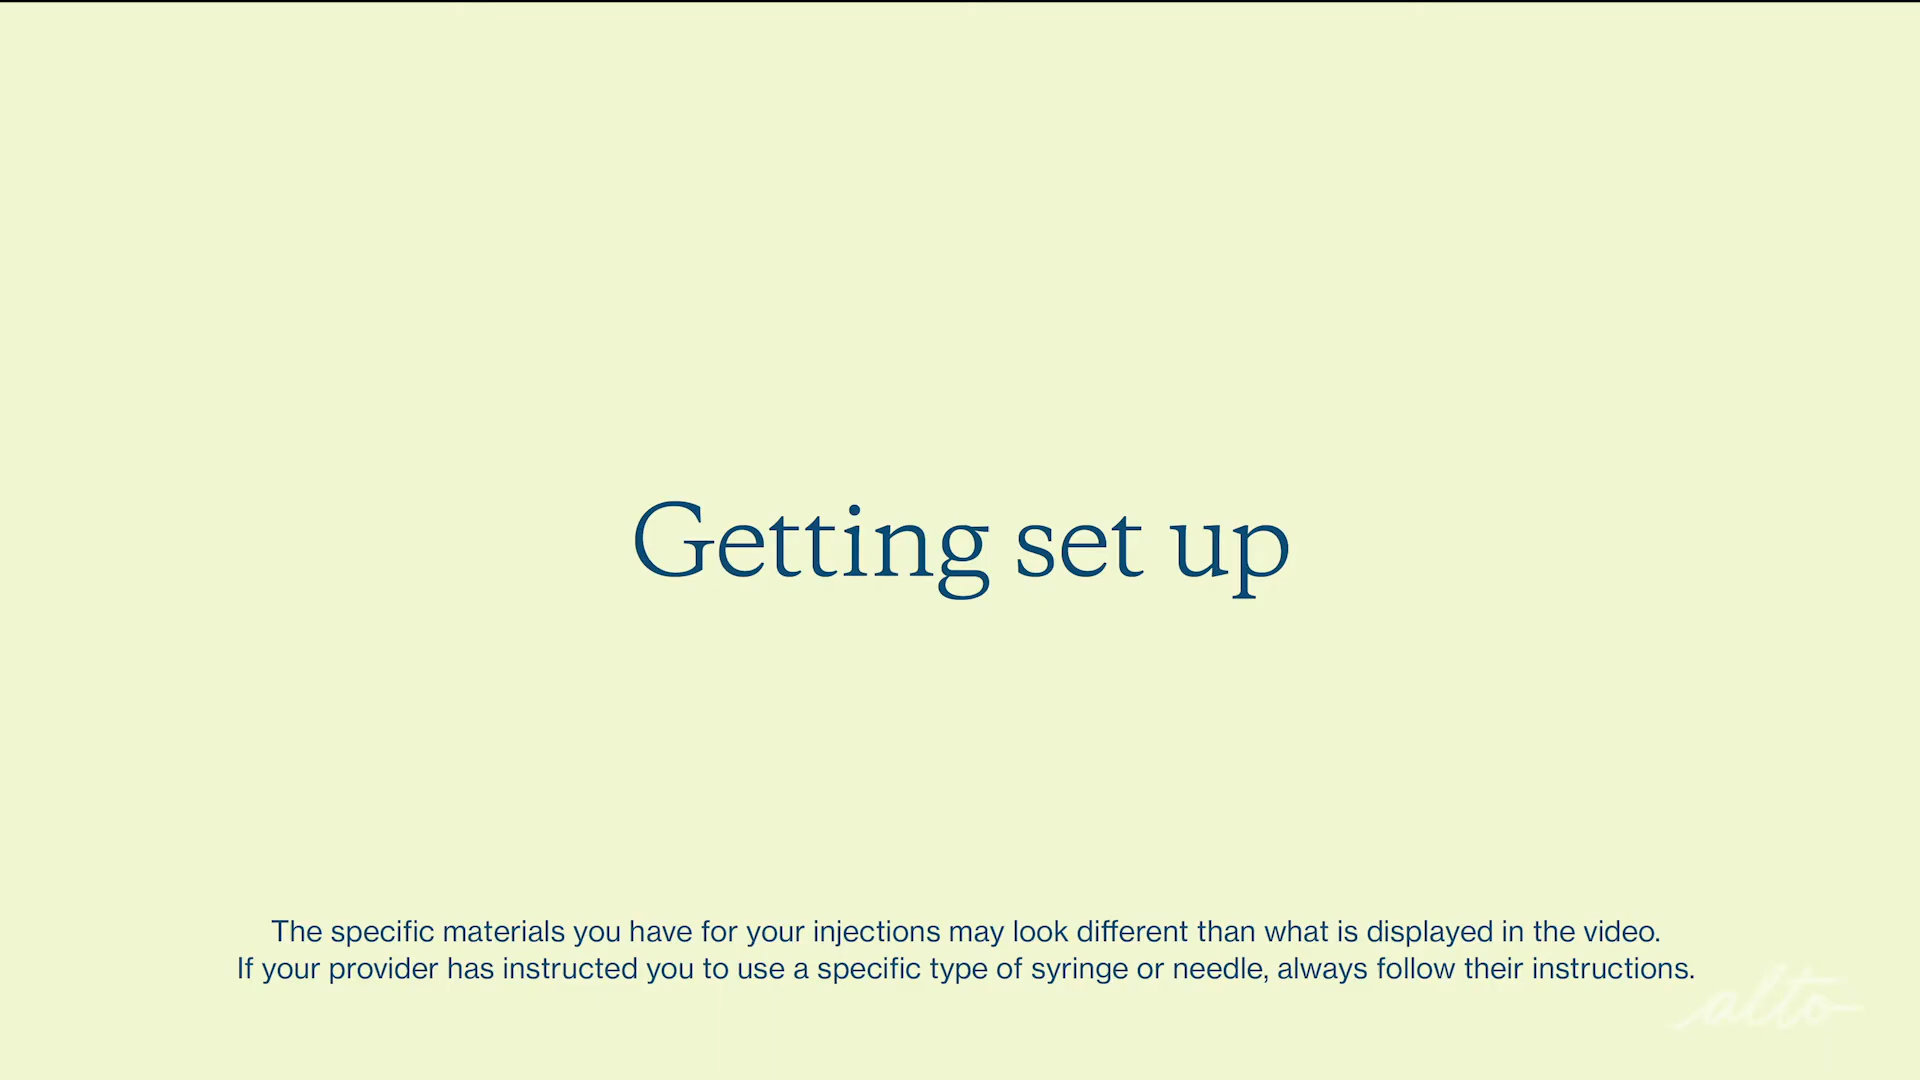 Getting set up
The specific materials you have for your injections may look different than what is displayed in the video.
If your provider has instructed you to use a specific type of syringe or needle, always follow their instructions.
alto